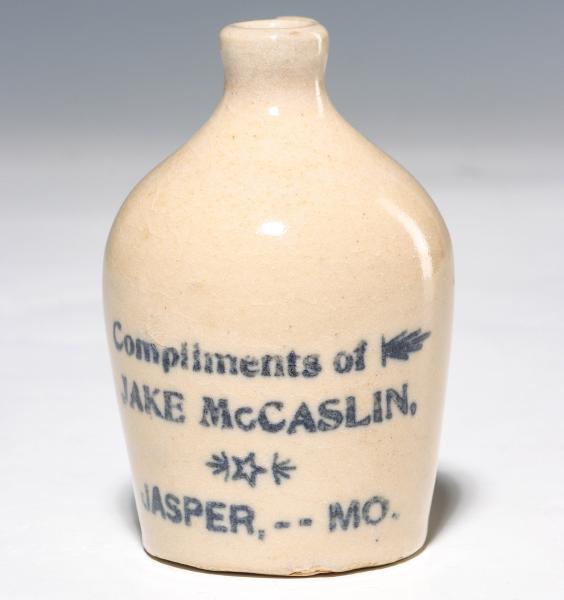 Compliments of
JAKE McCASLIN,
JASPER, -- MO.